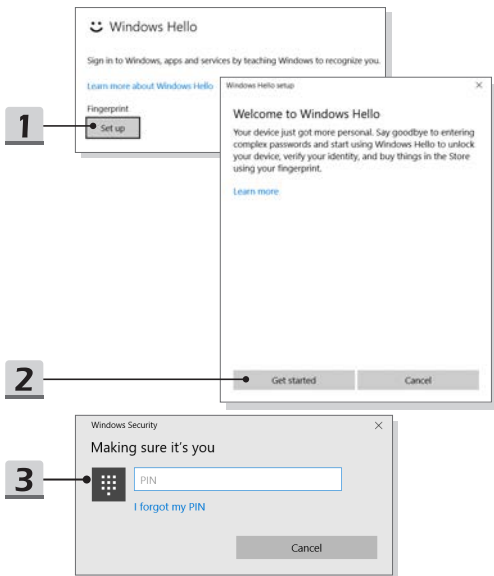 Windows Hello
Sign in to Windows, apps and services by teaching Windows to recognize you.
Learn more about Windows Hello
Fingerprint
1
Set up
Windows Hello setup
Welcome to Windows Hello
Your device just got more personal. Say goodbye to entering
complex passwords and start using Windows Hello to unlock
your device, verify your identity, and buy things in the Store
using your fingerprint.
Learn more
2
Get started
Cancel
Windows Security
Making sure it's you
3
PIN
I forgot my PIN
Cancel